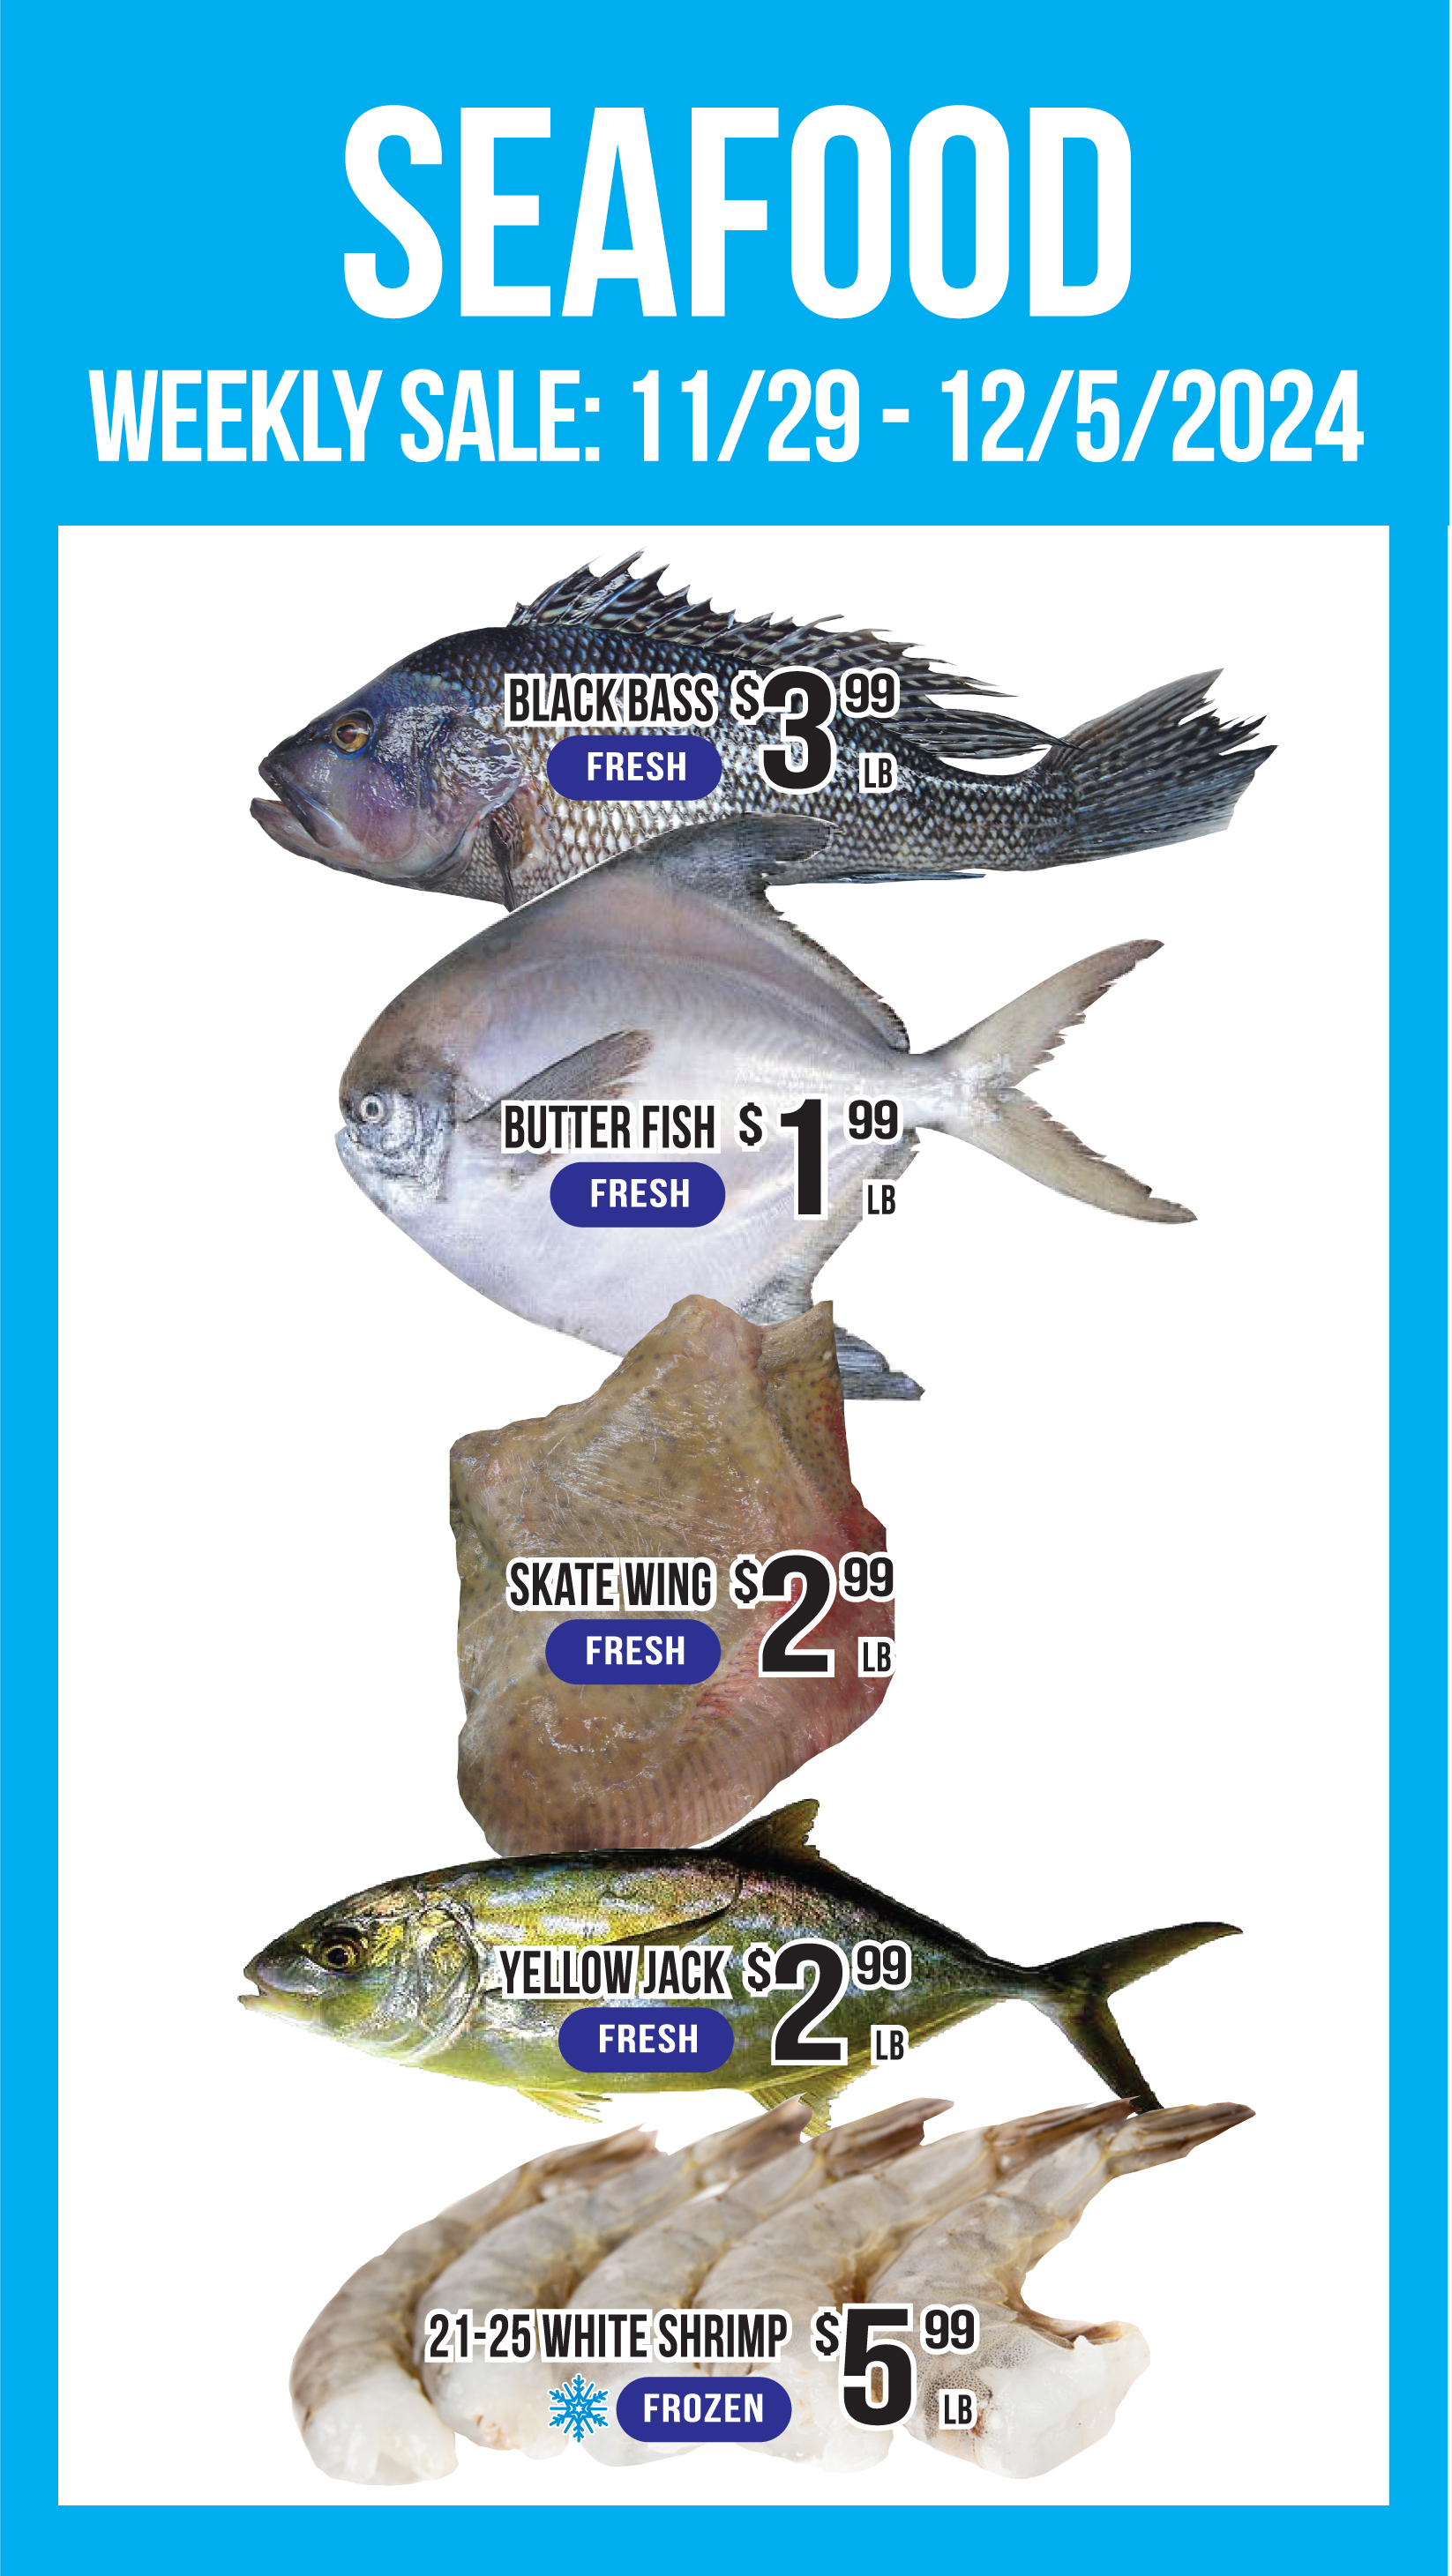 SEAFOOD
WEEKLY SALE: 11/29 - 12/5/2024
BLACK BASS $3 99
FRESH LB
BUTTER FISH $1 99
FRESH LB
SKATE WING $2 99
FRESH LB
YELLOW JACK $2 99
FRESH LB
21-25 WHITE SHRIMP $5 99
FROZEN LB